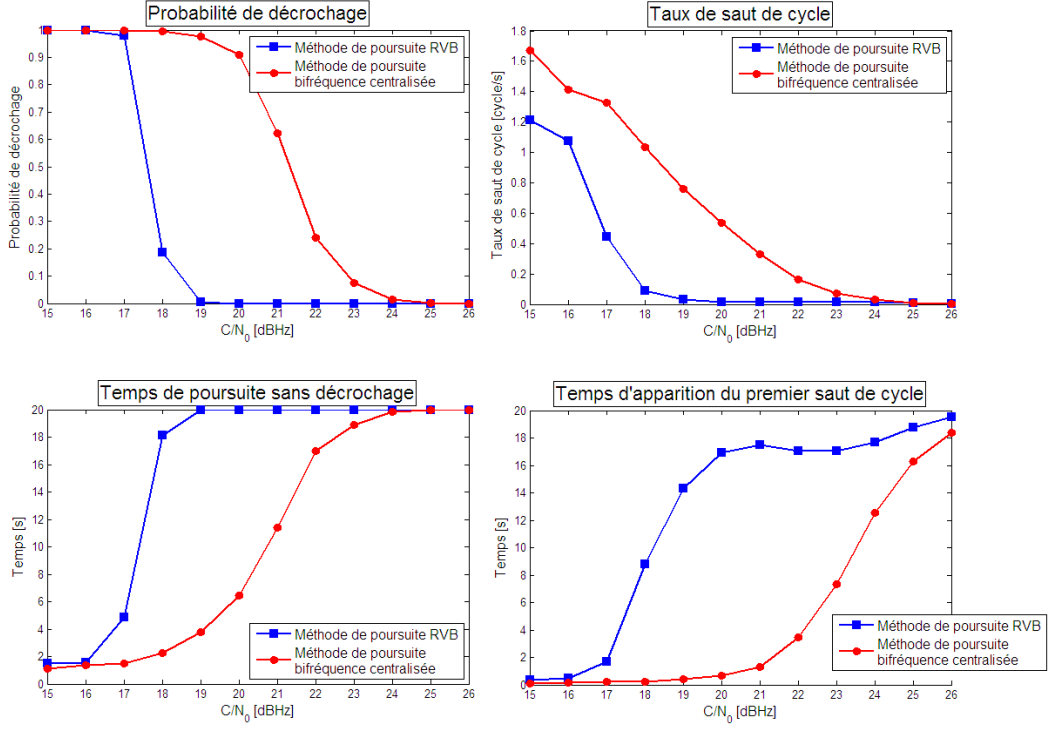 Probabilité de décrochage
Méthode de poursuite RVB
Méthode de poursuite
bifréquence centralisée
Probabilité de décrochage
1
0.9
0.8
0.7
0.6
0.5
0.4
0.3
0.2
0.1
0
15 16 17 18 19 20 21 22 23 24 25 26
C/N0 [dBHz]
Taux de saut de cycle
Méthode de poursuite RVB
Méthode de poursuite
bifréquence centralisée
Taux de saut de cycle [cycle/s]
1.8
1.6
1.4
1.2
1
0.8
0.6
0.4
0.2
0
15 16 17 18 19 20 21 22 23 24 25 26
C/N0 [dBHz]
Temps de poursuite sans décrochage
Temps [s]
20
18
16
14
12
10
8
6
4
2
0
Méthode de poursuite RVB
Méthode de poursuite
bifréquence centralisée
15 16 17 18 19 20 21 22 23 24 25 26
C/N0 [dBHz]
Temps d'apparition du premier saut de cycle
Temps [s]
20
18
16
14
12
10
8
6
4
2
0
Méthode de poursuite RVB
Méthode de poursuite
bifréquence centralisée
15 16 17 18 19 20 21 22 23 24 25 26
C/N0 [dBHz]